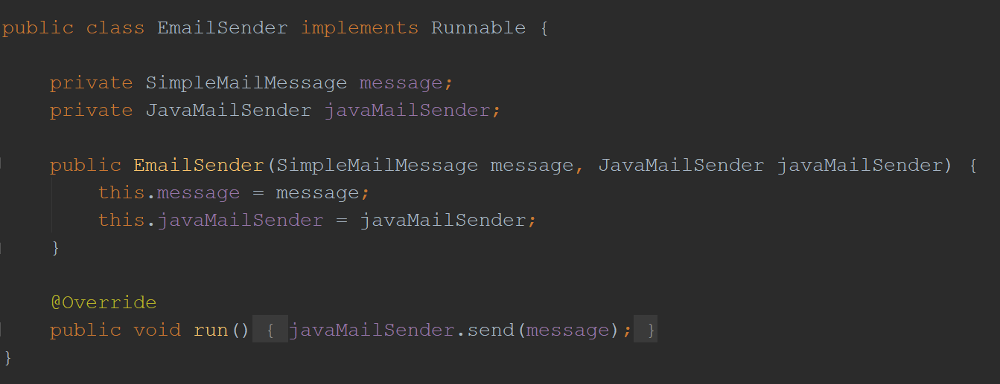 public class EmailSender implements Runnable {
private SimpleMailMessage message;
private JavaMailSender javaMailSender;
public EmailSender(SimpleMailMessage message, JavaMailSender javaMailSender) {
this.message = message;
this.javaMailSender = javaMailSender;
}
@Override
public void run() { javaMailSender.send(message); }
}